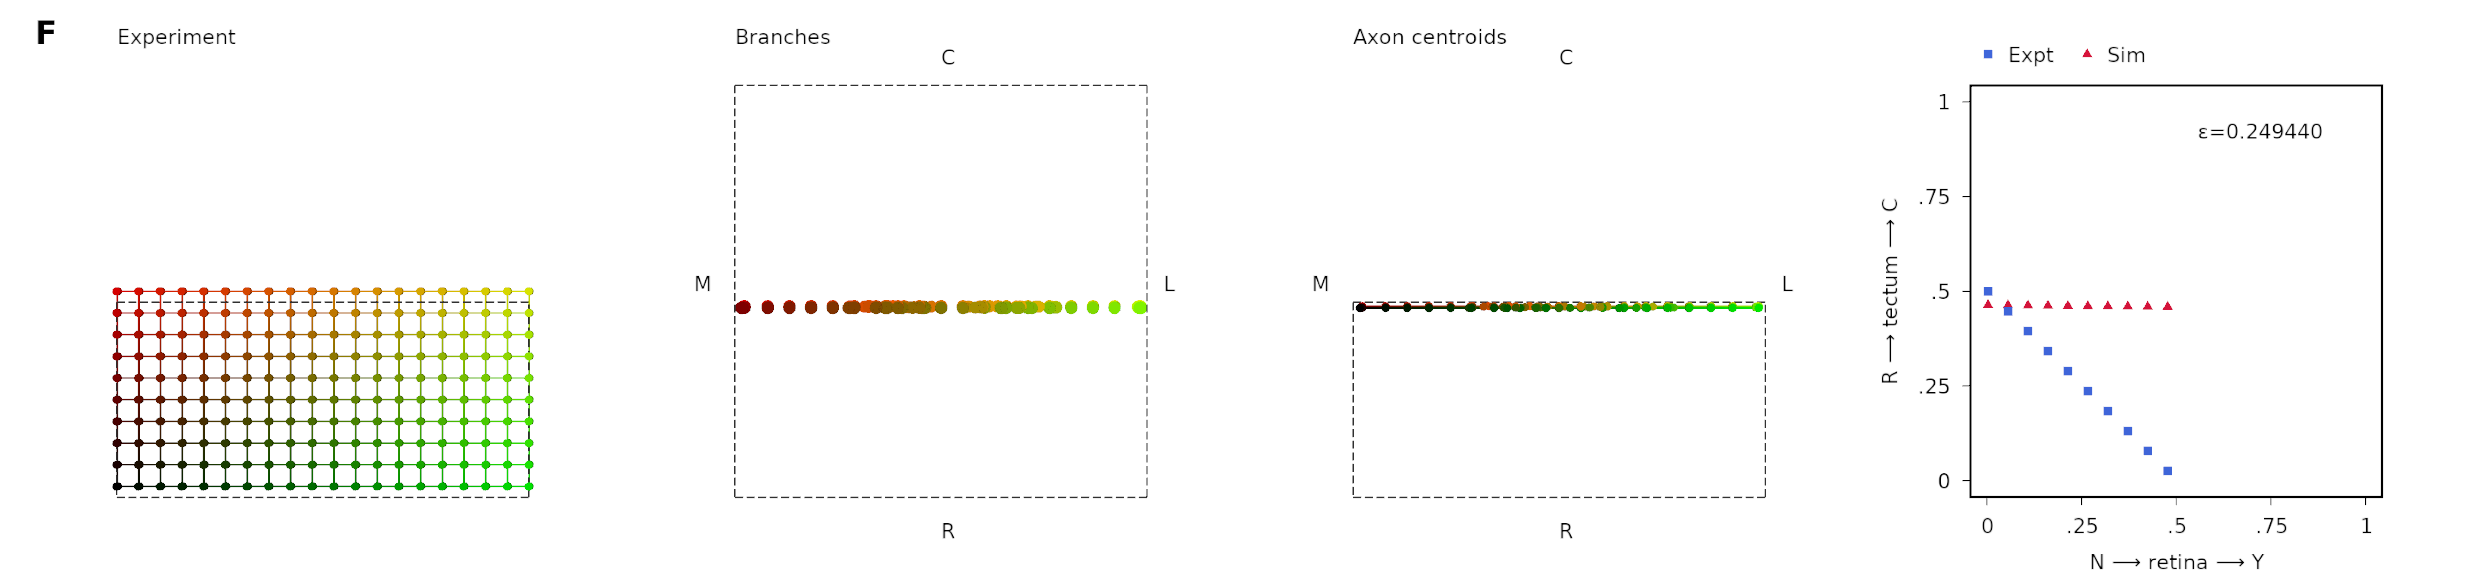 F
Experiment
Branches
C
M
L
R
Axon centroids
C
M
L
R
Expt
Sim
ε=0.249440
1
.75
.5
.25
0
R ⟶ tectum ⟶ C
0
.25
.5
.75
1
N ⟶ retina ⟶ Y